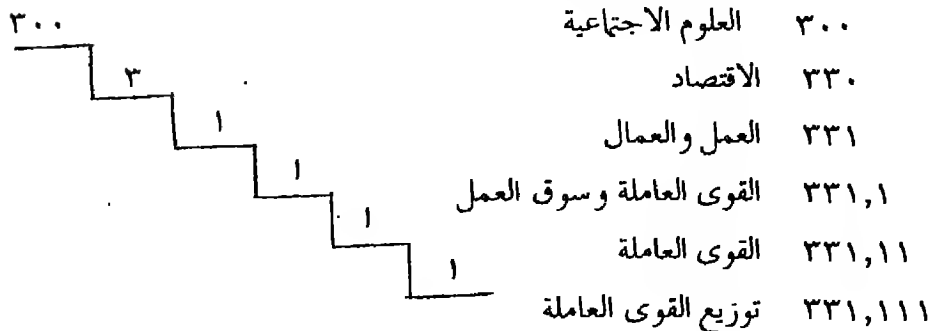 ٣٠٠ العلوم الاجتماعية
٣٣٠ الاقتصاد
٣٣١ العمل والعمال
٣٣١,١ القوى العاملة وسوق العمل
٣٣١,١١ القوى العاملة
٣٣١,١١١ توزيع القوى العاملة
٣٠٠
٣
١
١
١
١